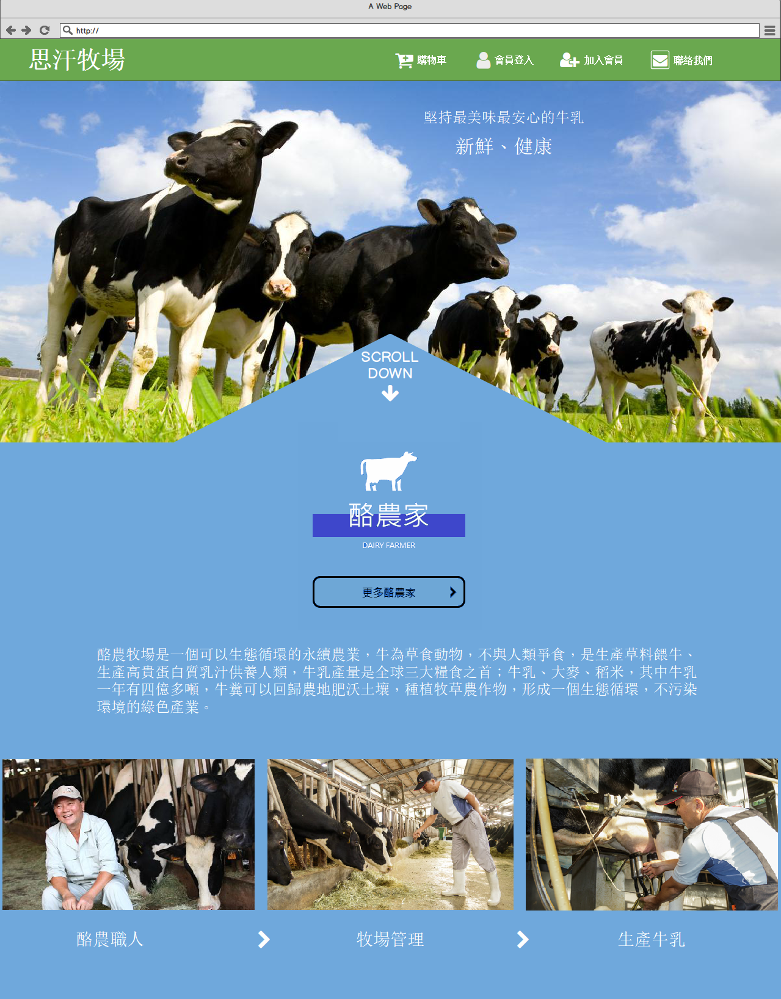 A Web Page
http://
思汗牧場
購物車
會員登入
加入會員
聯絡我們
堅持最美味最安心的牛乳
新鮮、健康
SCROLL
DOWN
酪農家
DAIRY FARMER
更多酪農家
酪農牧場是一個可以生態循環的永續農業，牛為草食動物，不與人類爭食，是生產草料餵牛、
生產高貴蛋白質乳汁供養人類，牛乳產量是全球三大糧食之首；牛乳、大麥、稻米，其中牛乳
一年有四億多噸，牛糞可以回歸農地肥沃土壤，種植牧草農作物，形成一個生態循環，不污染
環境的綠色產業。
酪農職人
牧場管理
生產牛乳